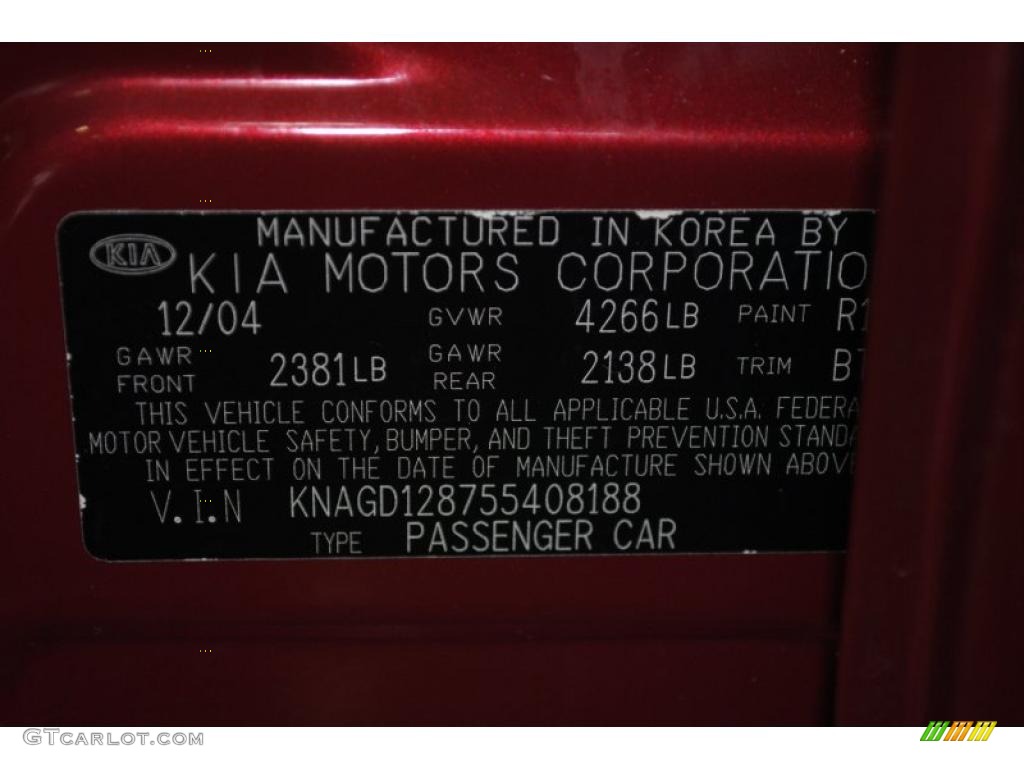 MANUFACTURED IN KOREA BY
KIA KIA MOTORS CORPORATIO
12/04 GVWR 4266LB PAINT R1
GAWR FRONT 2381LB GAWR REAR 2138LB TRIM B
THIS VEHICLE CONFORMS TO ALL APPLICABLE U.S.A. FEDERA
MOTOR VEHICLE SAFETY, BUMPER, AND THEFT PREVENTION STANDA
IN EFFECT ON THE DATE OF MANUFACTURE SHOWN ABOVE
V.I.N KNAGD128755408188
TYPE PASSENGER CAR
GTCARLOT.COM